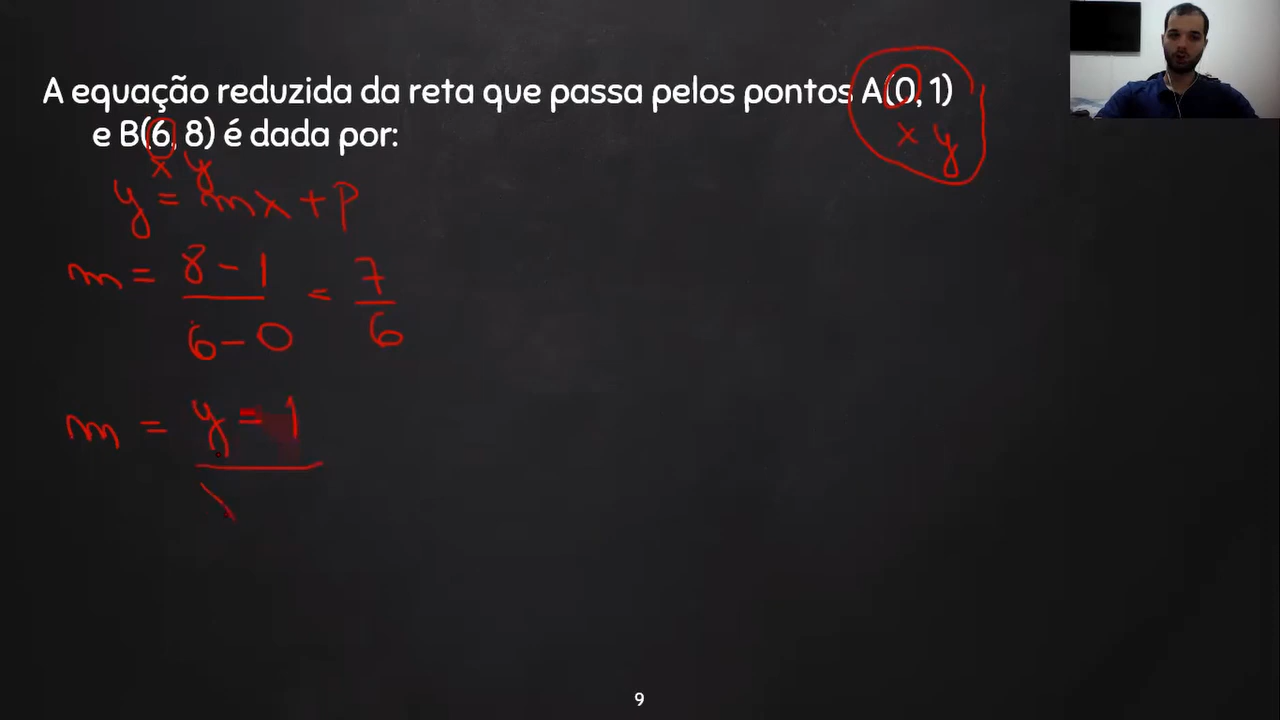 A equação reduzida da reta que passa pelos pontos A(0, 1)
e B(6, 8) é dada por:
x y
x y
y = mx + p
m = 8 - 1 / 6 - 0 = 7 / 6
m = y = 1
9